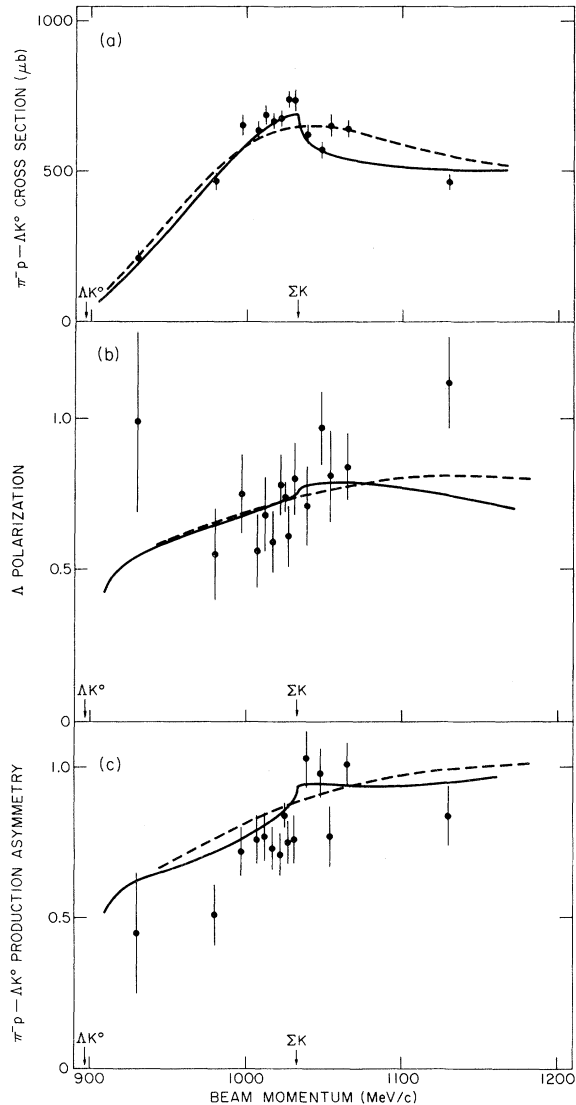 1000
(a)
π⁻p – ΛK° CROSS SECTION (μb)
500
ΛK°
ΣK
0
(b)
1.0
Λ POLARIZATION
0.5
ΛK°
ΣK
0
(c)
1.0
π⁻p – ΛK° PRODUCTION ASYMMETRY
0.5
ΛK°
ΣK
0
900 1000 1100 1200
BEAM MOMENTUM (MeV/c)